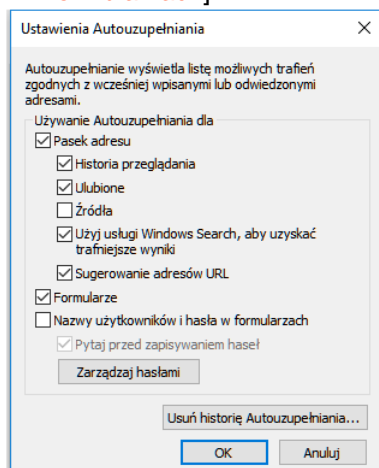 Ustawienia Autouzupełniania
Autouzupełnianie wyświetla listę możliwych trafień
zgodnych z wcześniej wpisanymi lub odwiedzonymi
adresami.
Używanie Autouzupełniania dla
Pasek adresu
Historia przeglądania
Ulubione
Źródła
Użyj usługi Windows Search, aby uzyskać
trafniejsze wyniki
Sugerowanie adresów URL
Formularze
Nazwy użytkowników i hasła w formularzach
Pytaj przed zapisywaniem haseł
Zarządzaj hasłami
Usuń historię Autouzupełniania...
OK Anuluj